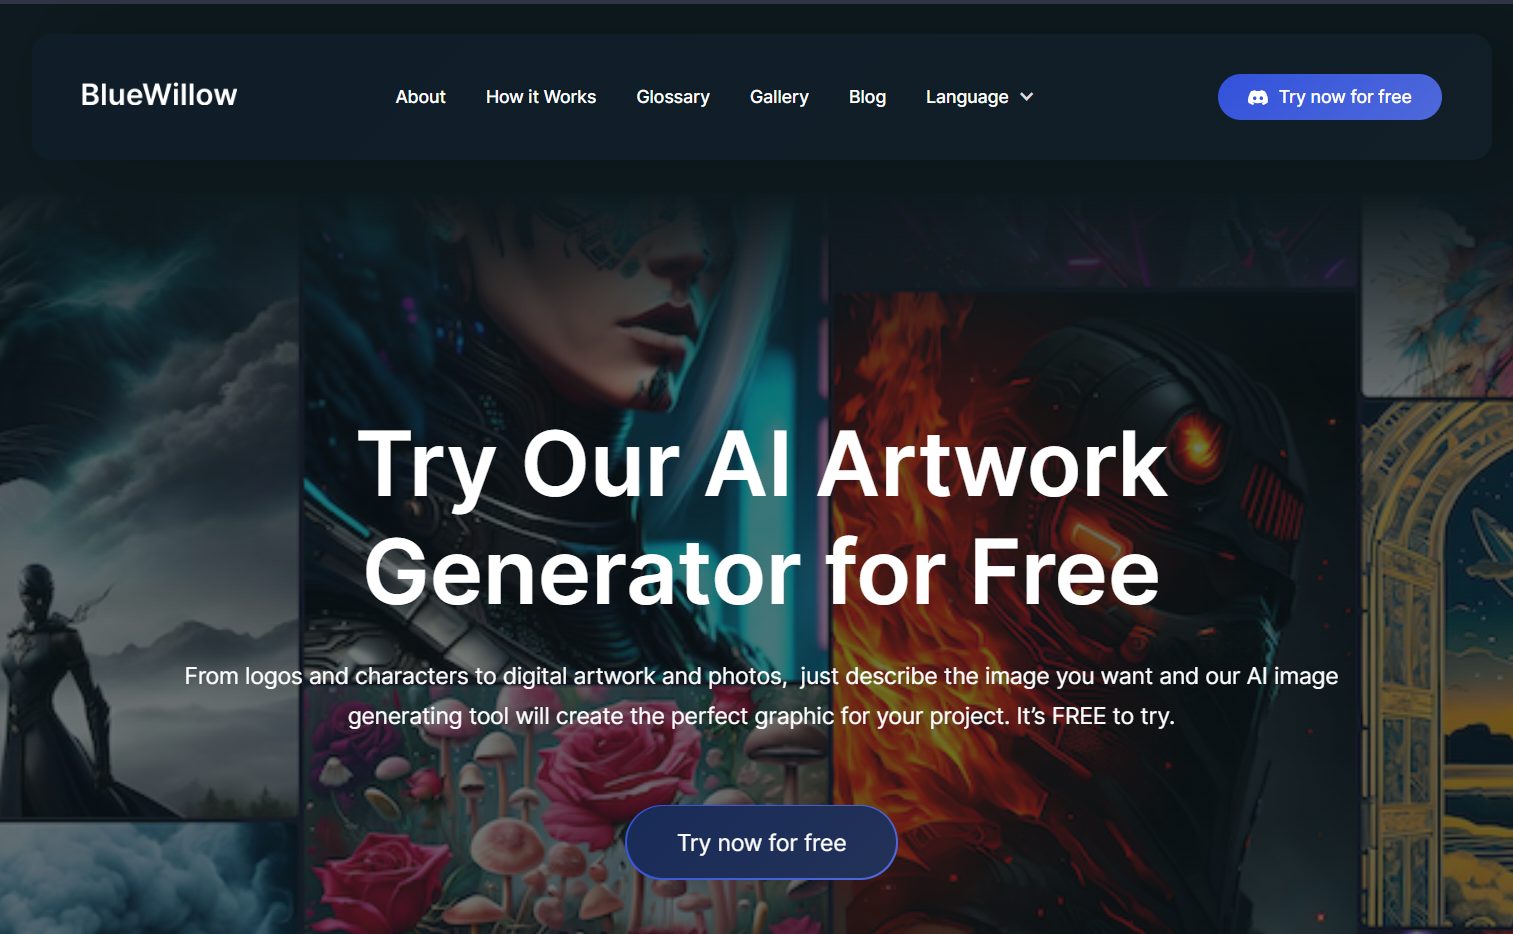 BlueWillow
About
How it Works
Glossary
Gallery
Blog
Language
Try now for free
Try Our AI Artwork
Generator for Free
From logos and characters to digital artwork and photos,  just describe the image you want and our AI image
generating tool will create the perfect graphic for your project. It’s FREE to try.
Try now for free